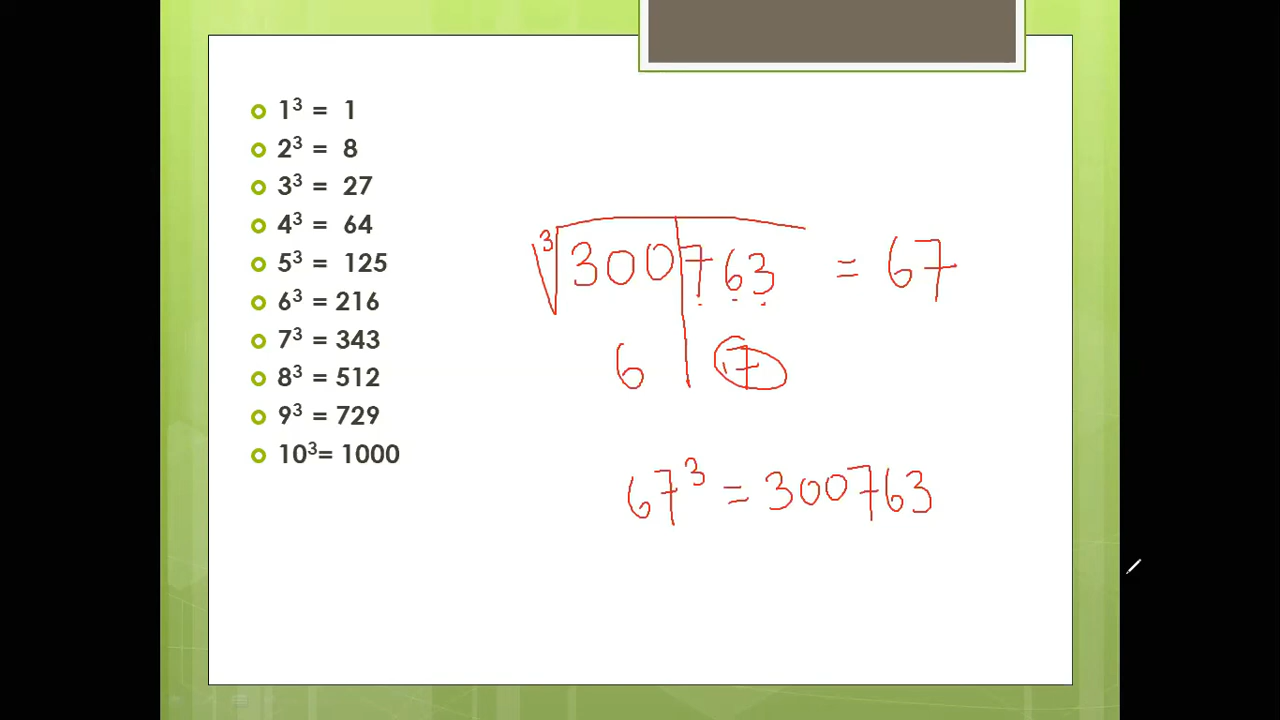 1³ = 1
2³ = 8
3³ = 27
4³ = 64
5³ = 125
6³ = 216
7³ = 343
8³ = 512
9³ = 729
10³= 1000
∛300763 = 67
6 7
67³ = 300763